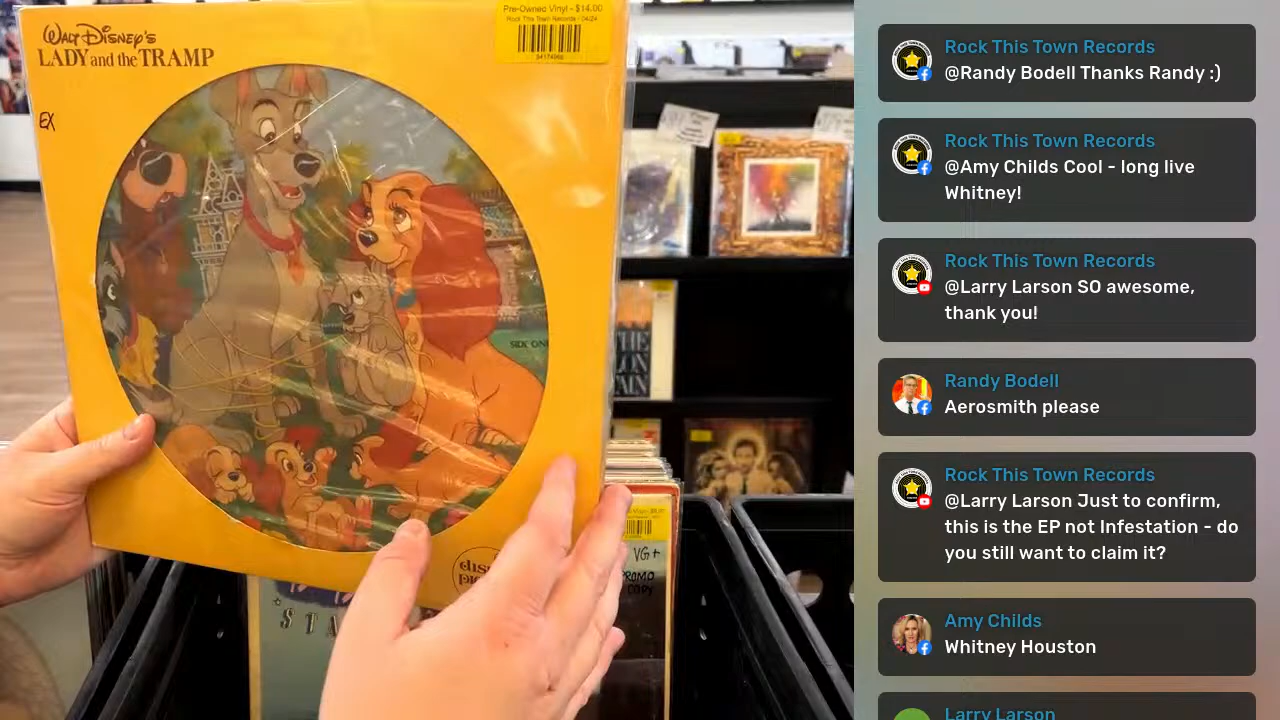 Pre-Owned Vinyl - $14.00
Rock This Town Records - 04/24
WALT DISNEY'S
LADY and the TRAMP
EX
SIDE ONE
VG+
PROMO
COPY
Rock This Town Records
@Randy Bodell Thanks Randy :)
Rock This Town Records
@Amy Childs Cool - long live
Whitney!
Rock This Town Records
@Larry Larson SO awesome,
thank you!
Randy Bodell
Aerosmith please
Rock This Town Records
@Larry Larson Just to confirm,
this is the EP not Infestation - do
you still want to claim it?
Amy Childs
Whitney Houston
Larry Larson